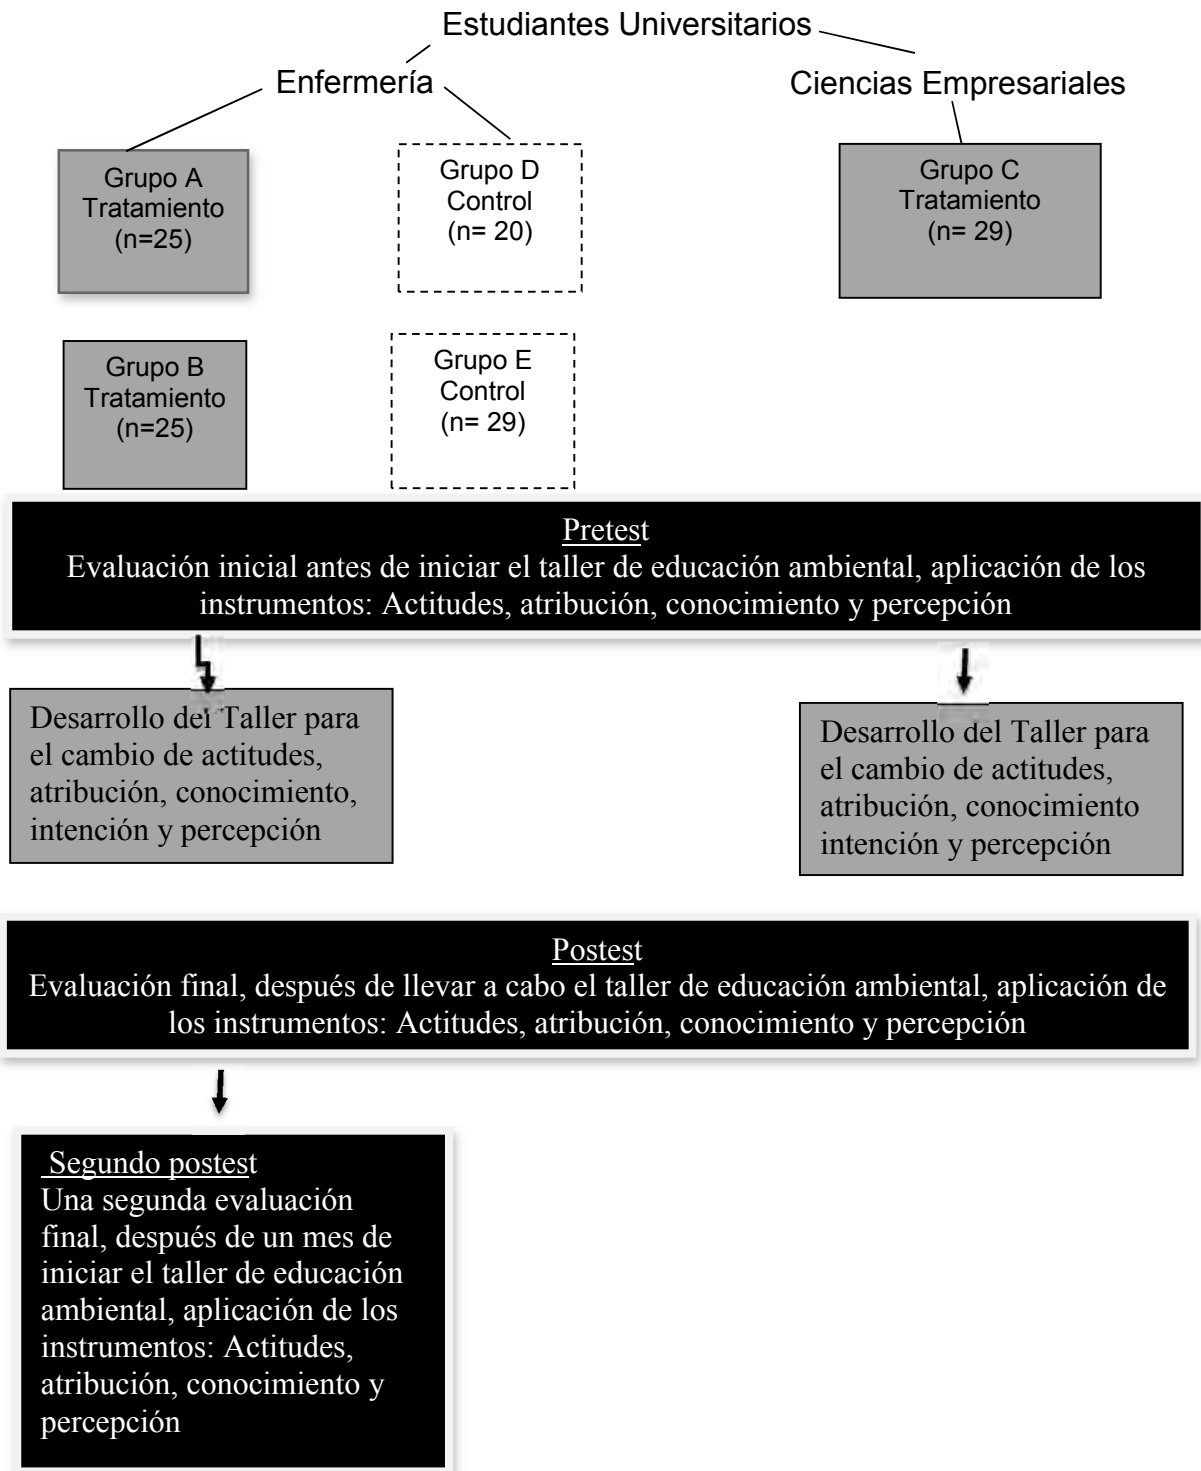 Estudiantes Universitarios
Enfermería
Ciencias Empresariales
Grupo A
Tratamiento
(n=25)
Grupo D
Control
(n= 20)
Grupo C
Tratamiento
(n= 29)
Grupo B
Tratamiento
(n=25)
Grupo E
Control
(n= 29)
Pretest
Evaluación inicial antes de iniciar el taller de educación ambiental, aplicación de los
instrumentos: Actitudes, atribución, conocimiento y percepción
Desarrollo del Taller para
el cambio de actitudes,
atribución, conocimiento,
intención y percepción
Desarrollo del Taller para
el cambio de actitudes,
atribución, conocimiento
intención y percepción
Postest
Evaluación final, después de llevar a cabo el taller de educación ambiental, aplicación de
los instrumentos: Actitudes, atribución, conocimiento y percepción
Segundo postest
Una segunda evaluación
final, después de un mes de
iniciar el taller de educación
ambiental, aplicación de los
instrumentos: Actitudes,
atribución, conocimiento y
percepción